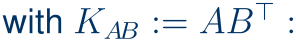 with $K_{AB} := AB^\top$ :